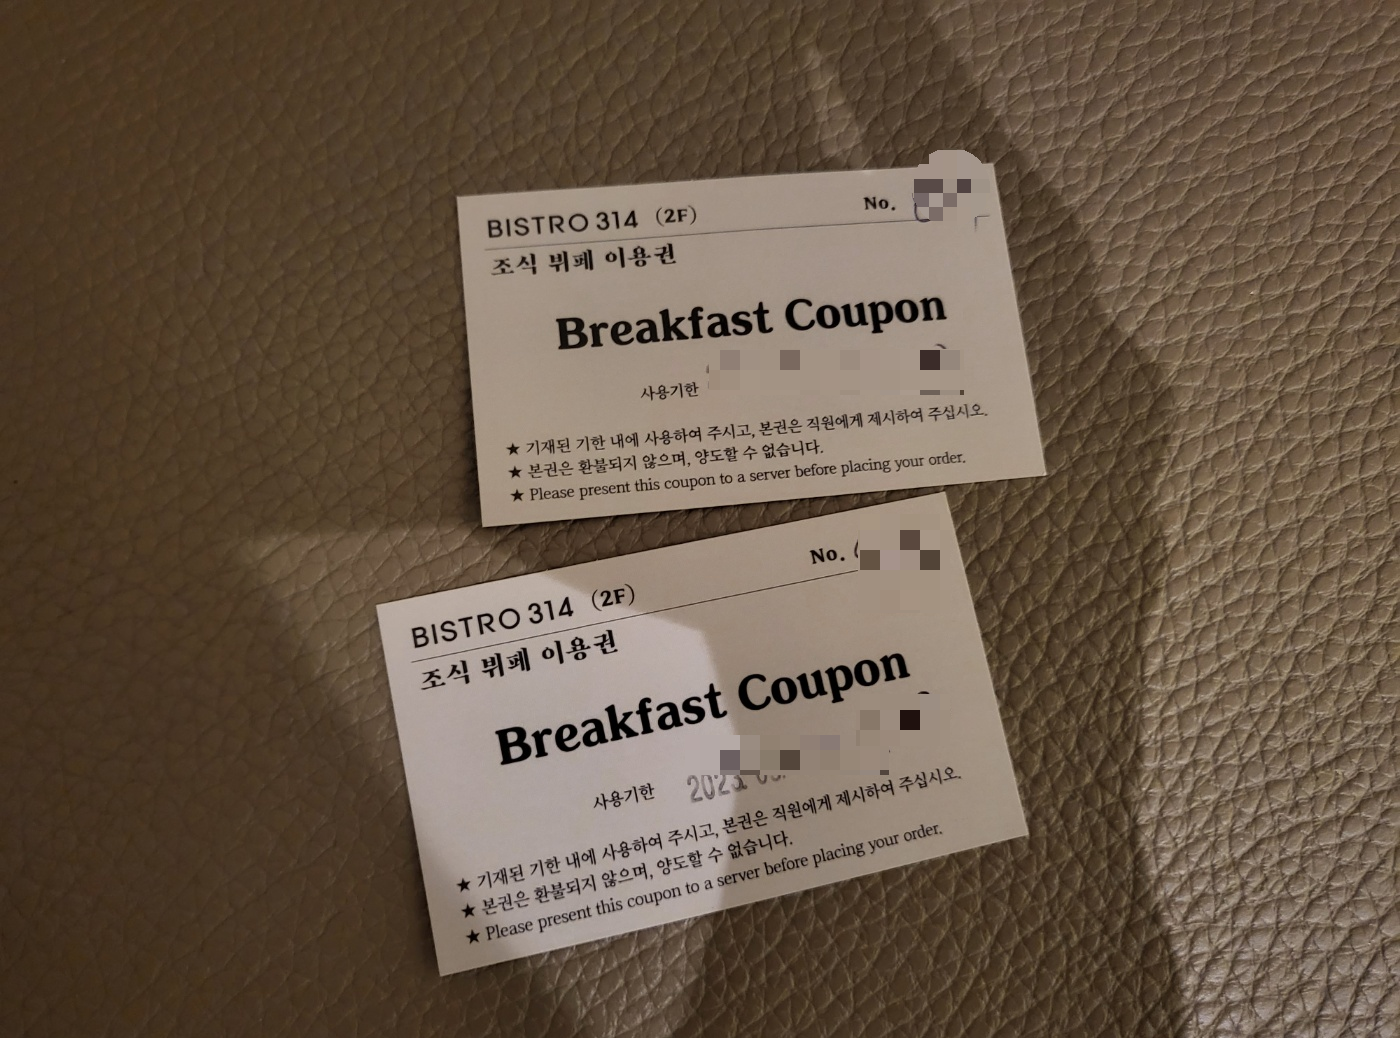 BISTRO 314 (2F) No.
조식 뷔페 이용권
Breakfast Coupon
사용기한
★ 기재된 기한 내에 사용하여 주시고, 본권은 직원에게 제시하여 주십시오.
★ 본권은 환불되지 않으며, 양도할 수 없습니다.
★ Please present this coupon to a server before placing your order.
BISTRO 314 (2F) No.
조식 뷔페 이용권
Breakfast Coupon
사용기한 2023.
★ 기재된 기한 내에 사용하여 주시고, 본권은 직원에게 제시하여 주십시오.
★ 본권은 환불되지 않으며, 양도할 수 없습니다.
★ Please present this coupon to a server before placing your order.